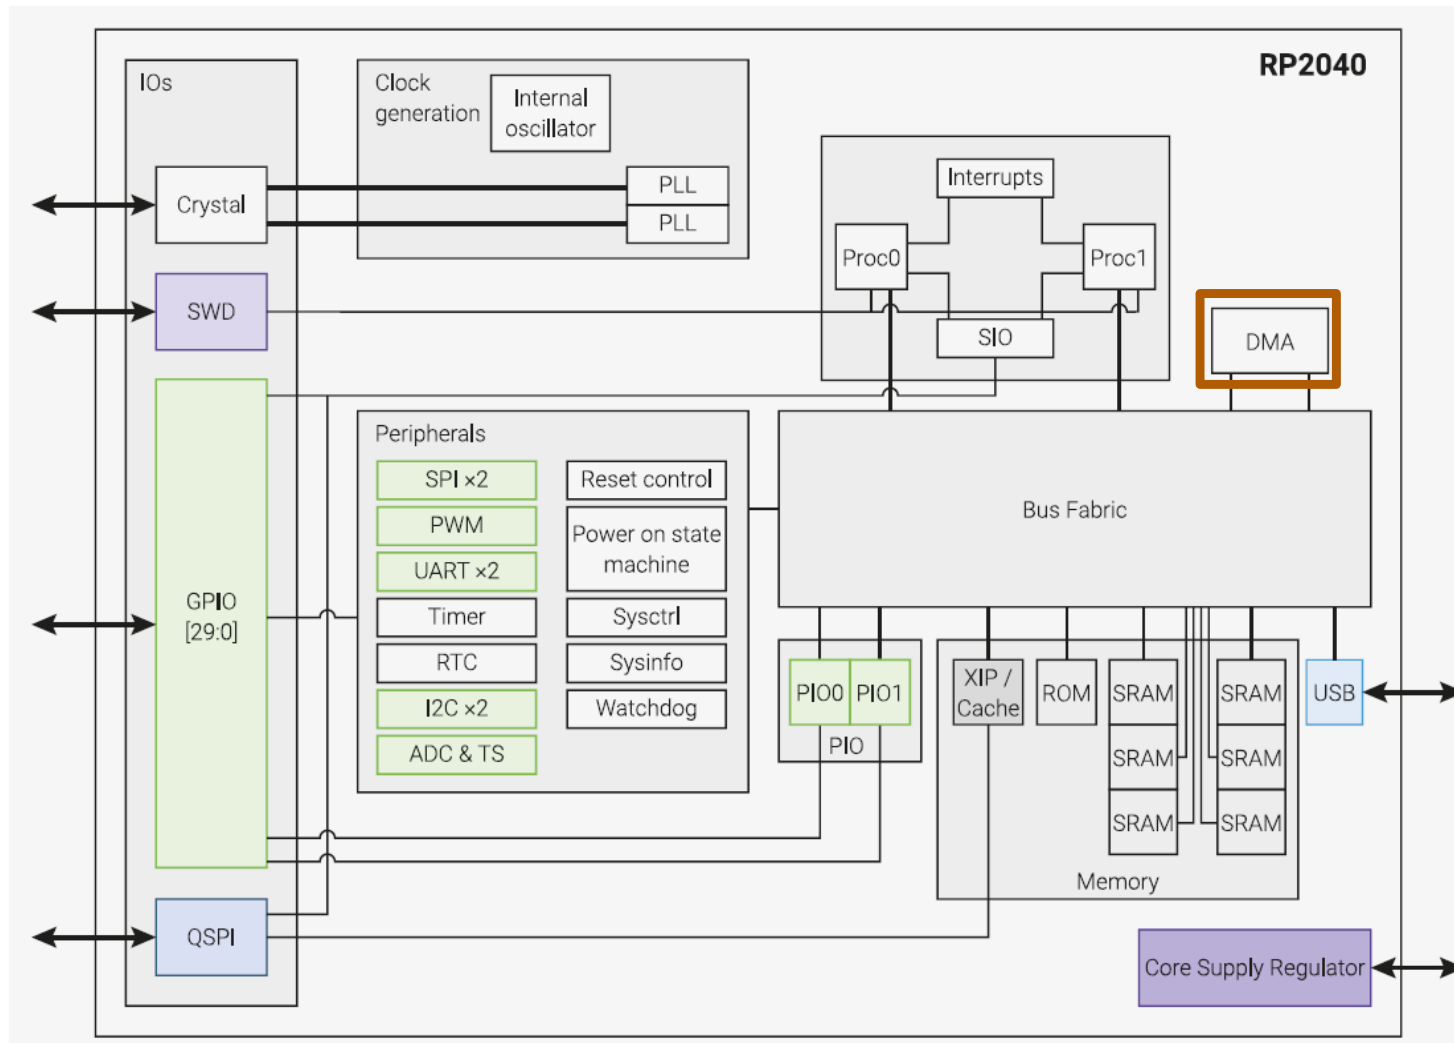 RP2040
IOs
Clock
generation
Internal
oscillator
Crystal
PLL
PLL
Interrupts
Proc0
Proc1
SWD
SIO
DMA
Peripherals
SPI ×2
Reset control
PWM
Power on state
machine
UART ×2
Bus Fabric
GPIO
[29:0]
Timer
Sysctrl
RTC
Sysinfo
I2C ×2
Watchdog
ADC & TS
PIO0
PIO1
PIO
XIP /
Cache
ROM
SRAM
SRAM
USB
SRAM
SRAM
SRAM
SRAM
Memory
QSPI
Core Supply Regulator